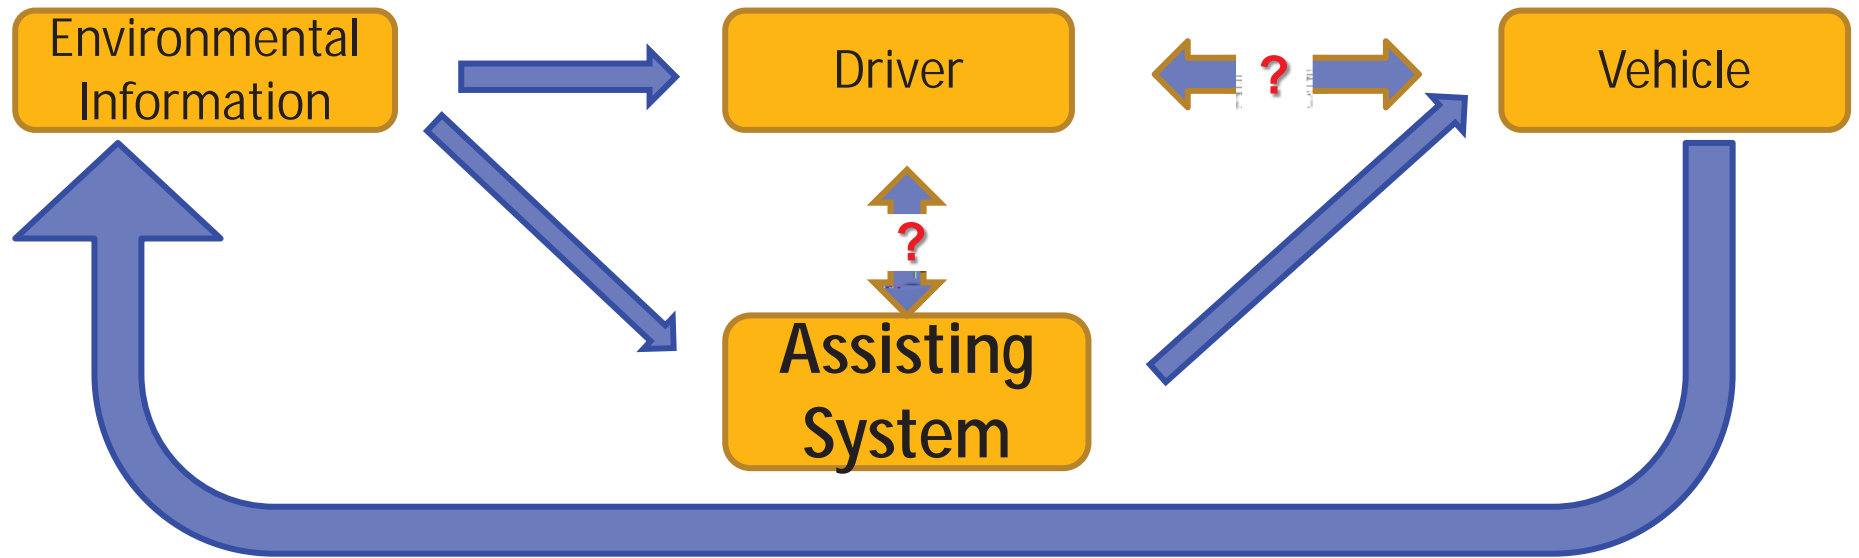 Environmental
Information
Driver
?
Vehicle
?
Assisting
System